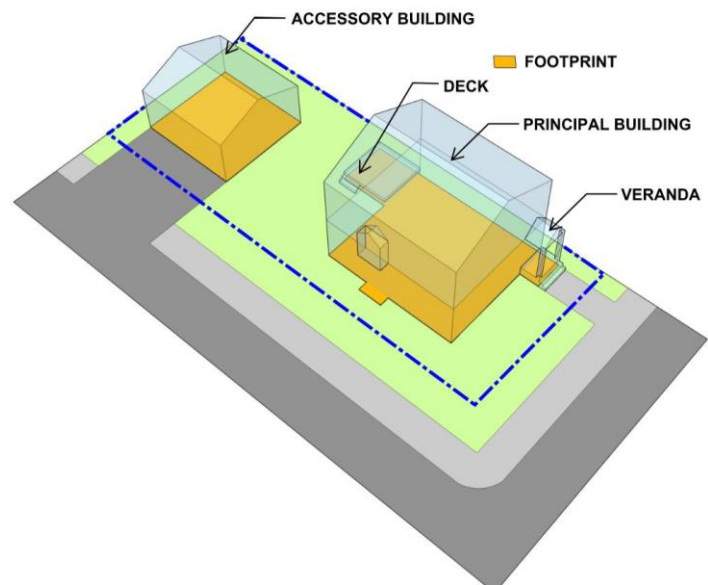 ACCESSORY BUILDING
FOOTPRINT
DECK
PRINCIPAL BUILDING
VERANDA